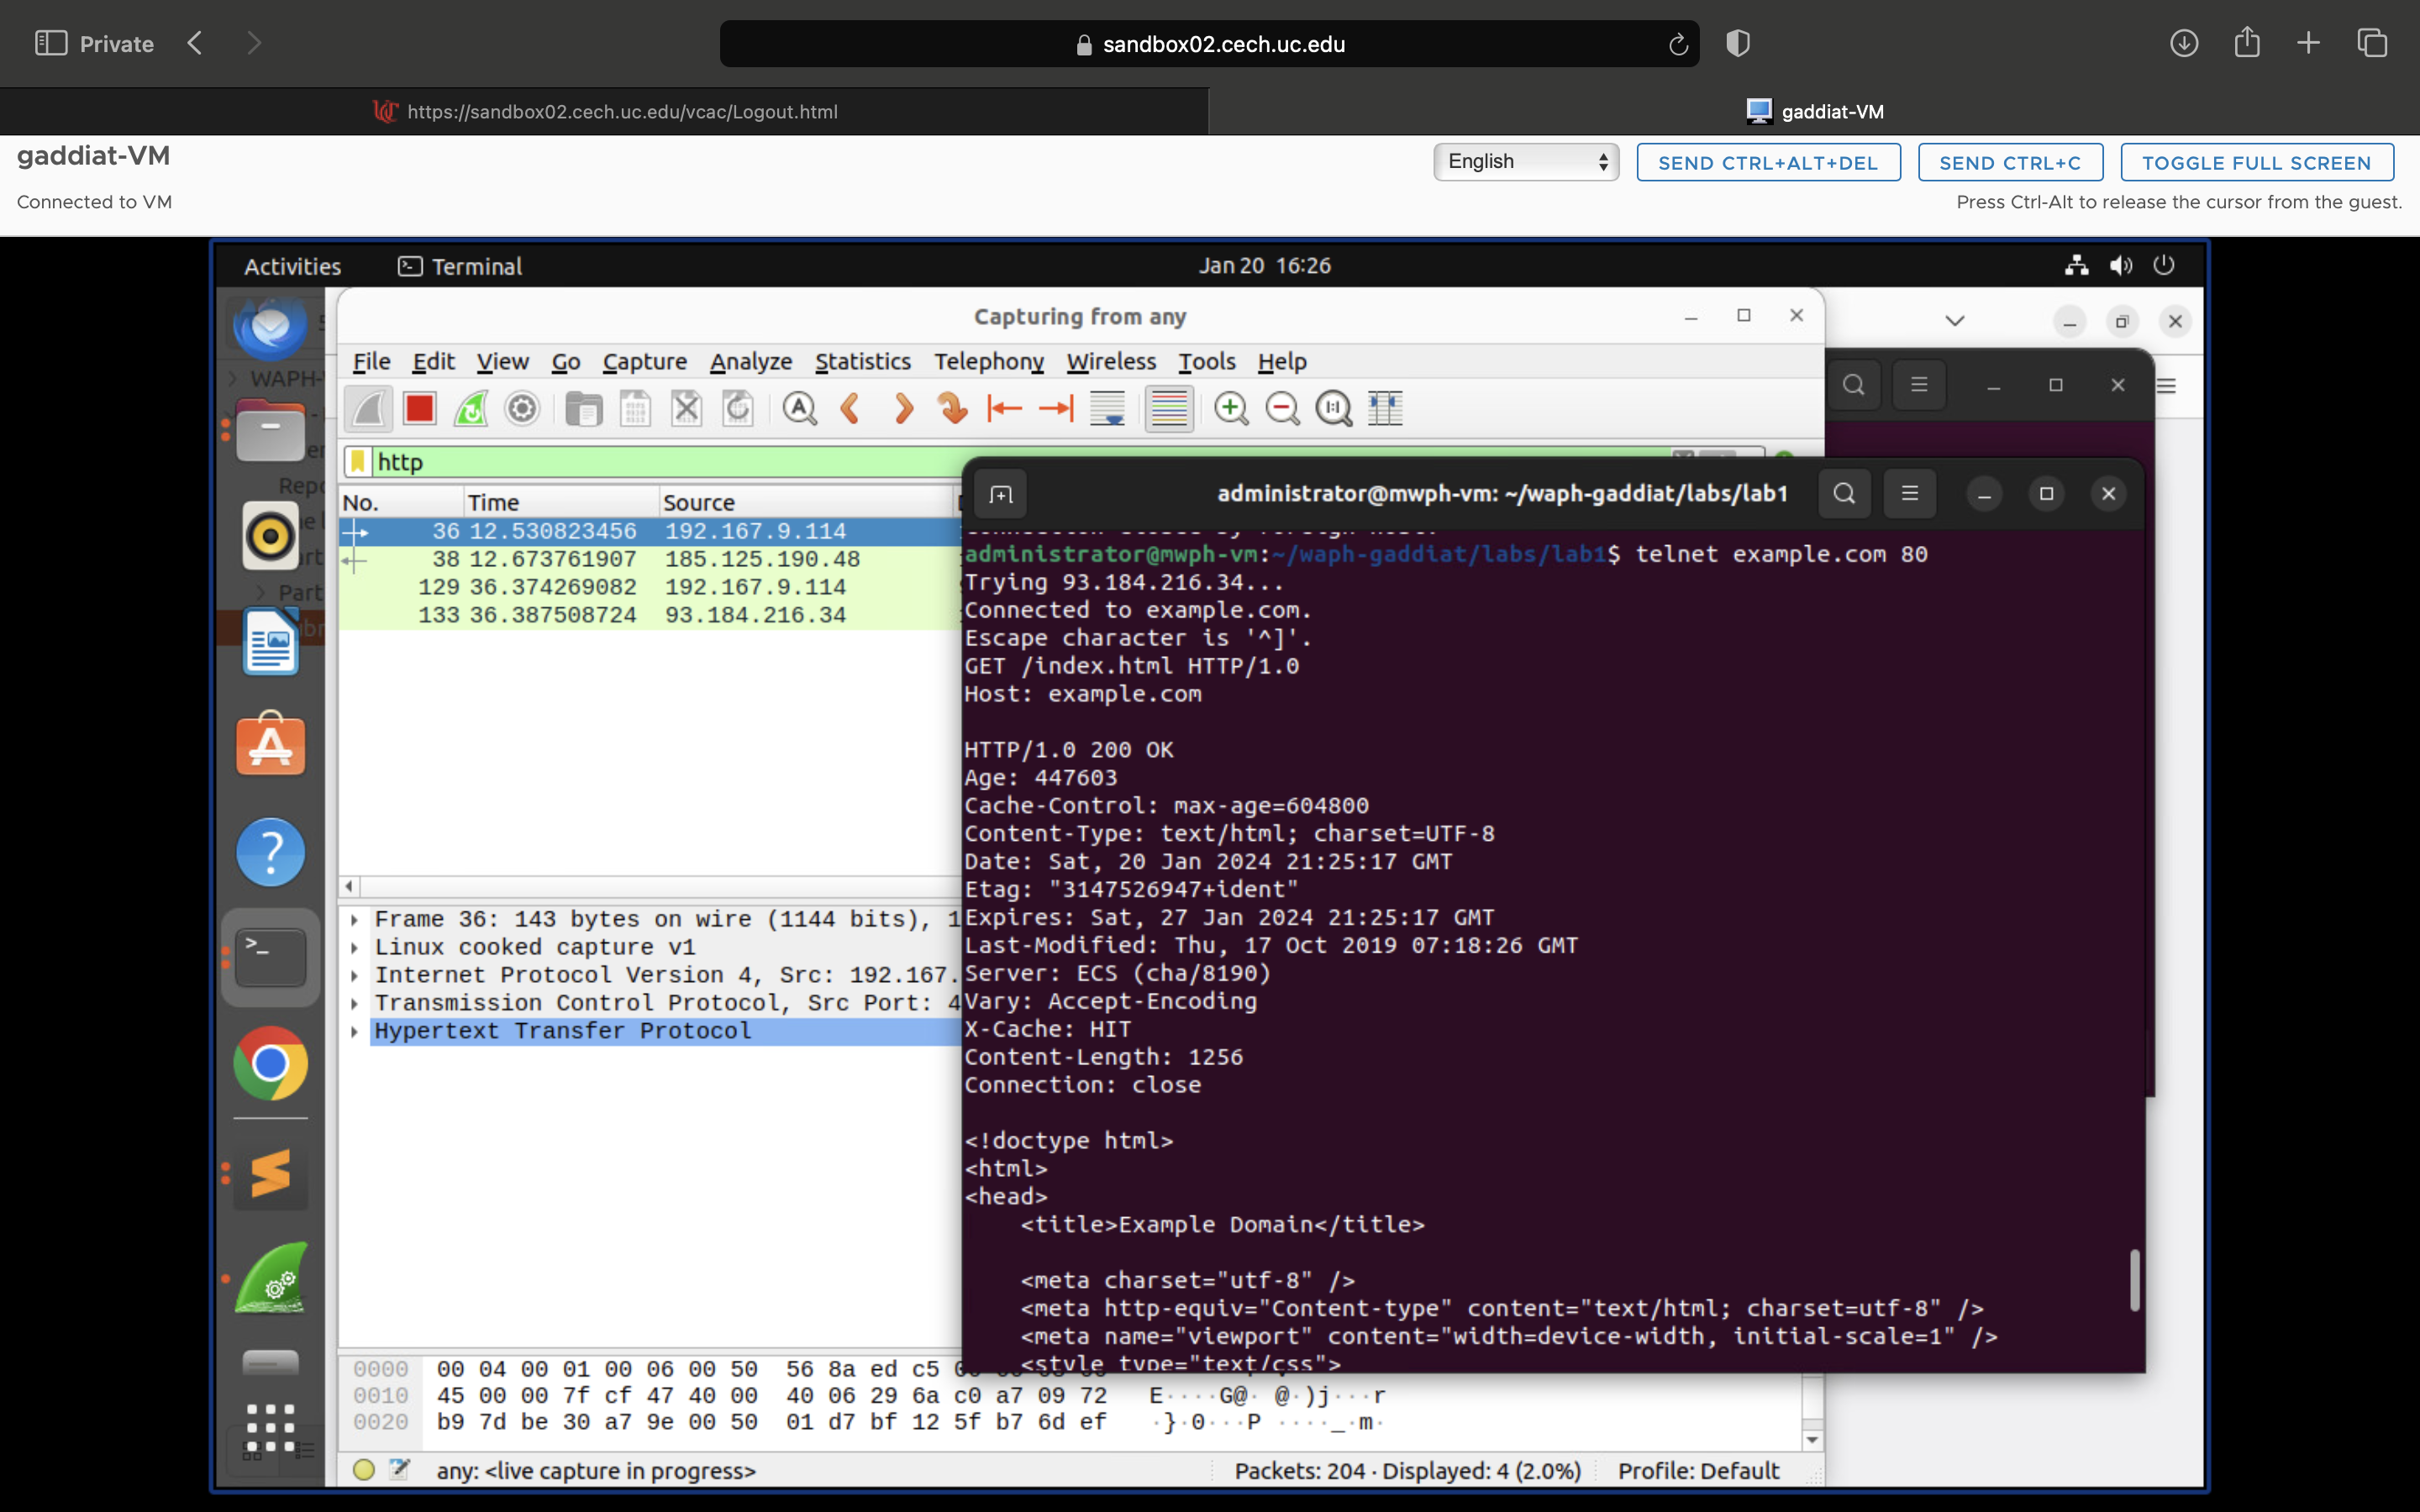 Private
sandbox02.cech.uc.edu
https://sandbox02.cech.uc.edu/vcac/Logout.html
gaddiat-VM
gaddiat-VM
English
SEND CTRL+ALT+DEL
SEND CTRL+C
TOGGLE FULL SCREEN
Connected to VM
Press Ctrl-Alt to release the cursor from the guest.
Activities
Terminal
Jan 20 16:26
Capturing from any
File Edit View Go Capture Analyze Statistics Telephony Wireless Tools Help
WAPH-
http
No. Time Source
36 12.530823456 192.167.9.114
38 12.673761907 185.125.190.48
129 36.374269082 192.167.9.114
133 36.387508724 93.184.216.34
Frame 36: 143 bytes on wire (1144 bits), 1
Linux cooked capture v1
Internet Protocol Version 4, Src: 192.167.
Transmission Control Protocol, Src Port: 4
Hypertext Transfer Protocol
0000 00 04 00 01 00 06 00 50 56 8a ed c5
0010 45 00 00 7f cf 47 40 00 40 06 29 6a c0 a7 09 72 E····G@· @·)j···r
0020 b9 7d be 30 a7 9e 00 50 01 d7 bf 12 5f b7 6d ef ·}·0···P ····_·m·
any: <live capture in progress>
Packets: 204 · Displayed: 4 (2.0%)
Profile: Default
administrator@mwph-vm: ~/waph-gaddiat/labs/lab1
administrator@mwph-vm:~/waph-gaddiat/labs/lab1$ telnet example.com 80
Trying 93.184.216.34...
Connected to example.com.
Escape character is '^]'.
GET /index.html HTTP/1.0
Host: example.com
HTTP/1.0 200 OK
Age: 447603
Cache-Control: max-age=604800
Content-Type: text/html; charset=UTF-8
Date: Sat, 20 Jan 2024 21:25:17 GMT
Etag: "3147526947+ident"
Expires: Sat, 27 Jan 2024 21:25:17 GMT
Last-Modified: Thu, 17 Oct 2019 07:18:26 GMT
Server: ECS (cha/8190)
Vary: Accept-Encoding
X-Cache: HIT
Content-Length: 1256
Connection: close
<!doctype html>
<html>
<head>
<title>Example Domain</title>
<meta charset="utf-8" />
<meta http-equiv="Content-type" content="text/html; charset=utf-8" />
<meta name="viewport" content="width=device-width, initial-scale=1" />
<style type="text/css">